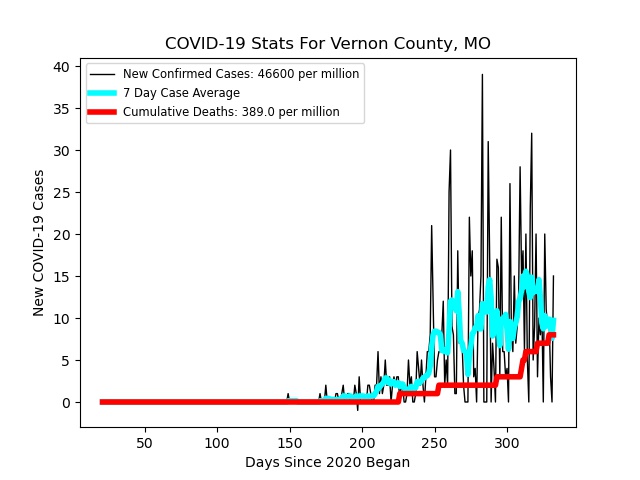 COVID-19 Stats For Vernon County, MO
New Confirmed Cases: 46600 per million
7 Day Case Average
Cumulative Deaths: 389.0 per million
New COVID-19 Cases
40
35
30
25
20
15
10
5
0
50
100
150
200
250
300
Days Since 2020 Began